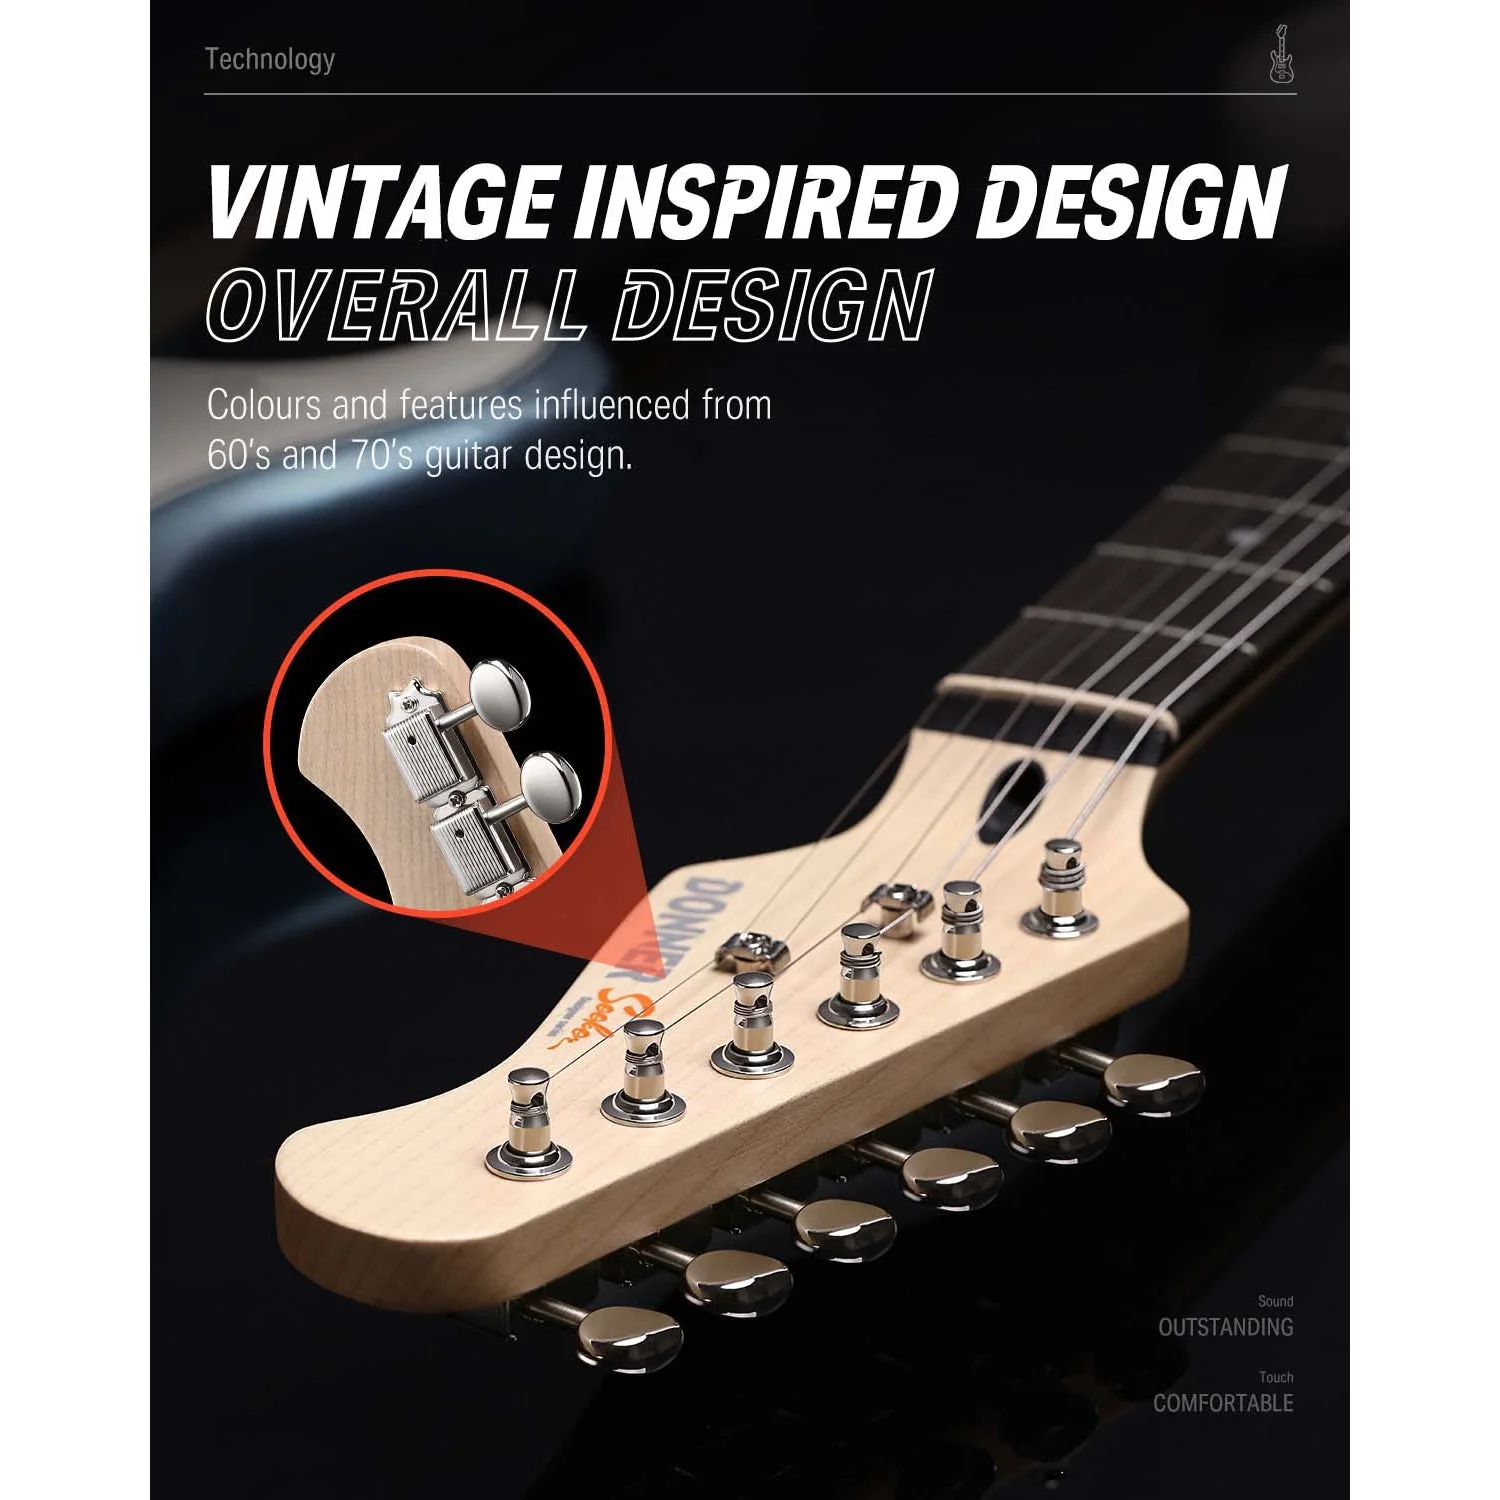 Technology
VINTAGE INSPIRED DESIGN
OVERALL DESIGN
Colours and features influenced from
60's and 70's guitar design.
DONNER
Seeker
Sound
OUTSTANDING
Touch
COMFORTABLE